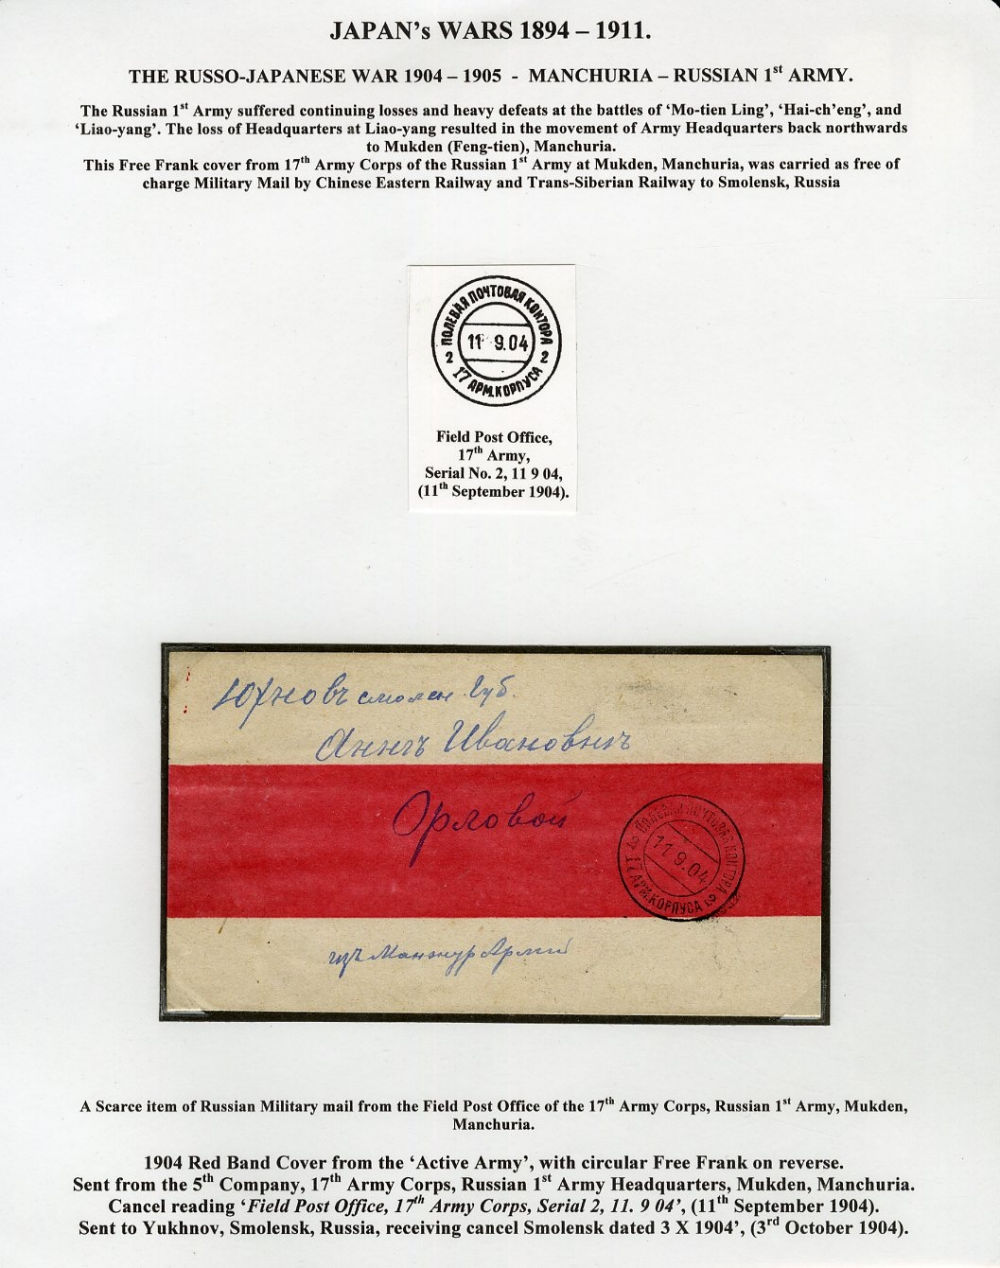 JAPAN's WARS 1894 – 1911.
THE RUSSO-JAPANESE WAR 1904 – 1905 - MANCHURIA – RUSSIAN 1st ARMY.
The Russian 1st Army suffered continuing losses and heavy defeats at the battles of 'Mo-tien Ling', 'Hai-ch'eng', and
'Liao-yang'. The loss of Headquarters at Liao-yang resulted in the movement of Army Headquarters back northwards
to Mukden (Feng-tien), Manchuria.
This Free Frank cover from 17th Army Corps of the Russian 1st Army at Mukden, Manchuria, was carried as free of
charge Military Mail by Chinese Eastern Railway and Trans-Siberian Railway to Smolensk, Russia
ПОЛЕВАЯ ПОЧТОВАЯ КОНТОРА
11 9.04
2 2
17 АРМ.КОРПУСА
Field Post Office,
17th Army,
Serial No. 2, 11 9 04,
(11th September 1904).
Юхновъ смолен. Губ.
Аннѣ Ивановнѣ
Орловой
изъ Манжур Арміи
ПОЛЕВАЯ ПОЧТОВАЯ КОНТОРА
11 9.04
17 АРМ.КОРПУСА
A Scarce item of Russian Military mail from the Field Post Office of the 17th Army Corps, Russian 1st Army, Mukden,
Manchuria.
1904 Red Band Cover from the 'Active Army', with circular Free Frank on reverse.
Sent from the 5th Company, 17th Army Corps, Russian 1st Army Headquarters, Mukden, Manchuria.
Cancel reading 'Field Post Office, 17th Army Corps, Serial 2, 11. 9 04', (11th September 1904).
Sent to Yukhnov, Smolensk, Russia, receiving cancel Smolensk dated 3 X 1904', (3rd October 1904).